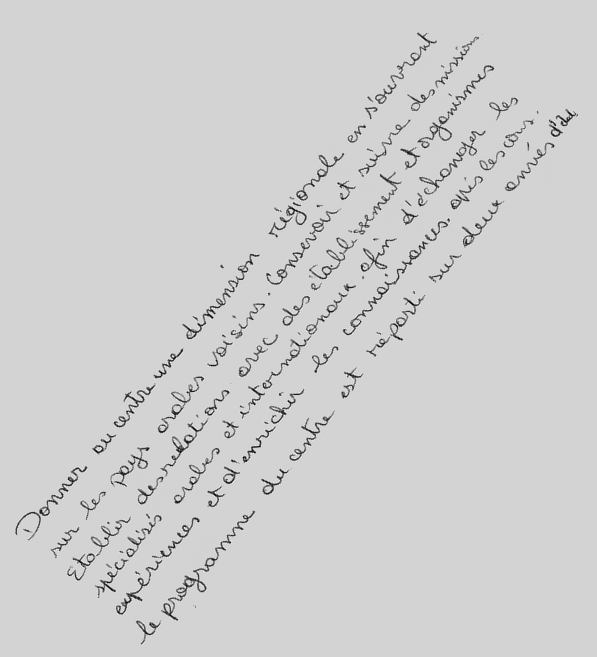 Donner au centre une dimension régionale en s'ouvrant
sur les pays arabes voisins. Consevoir et suivre des missions
Etablir des relations avec des établissement et organismes
spécialisés arabes et internationaux. afin d'échanger les
expériences et d'enrichir les connaissances. après les cours.
le programme du centre est réparti sur deux années